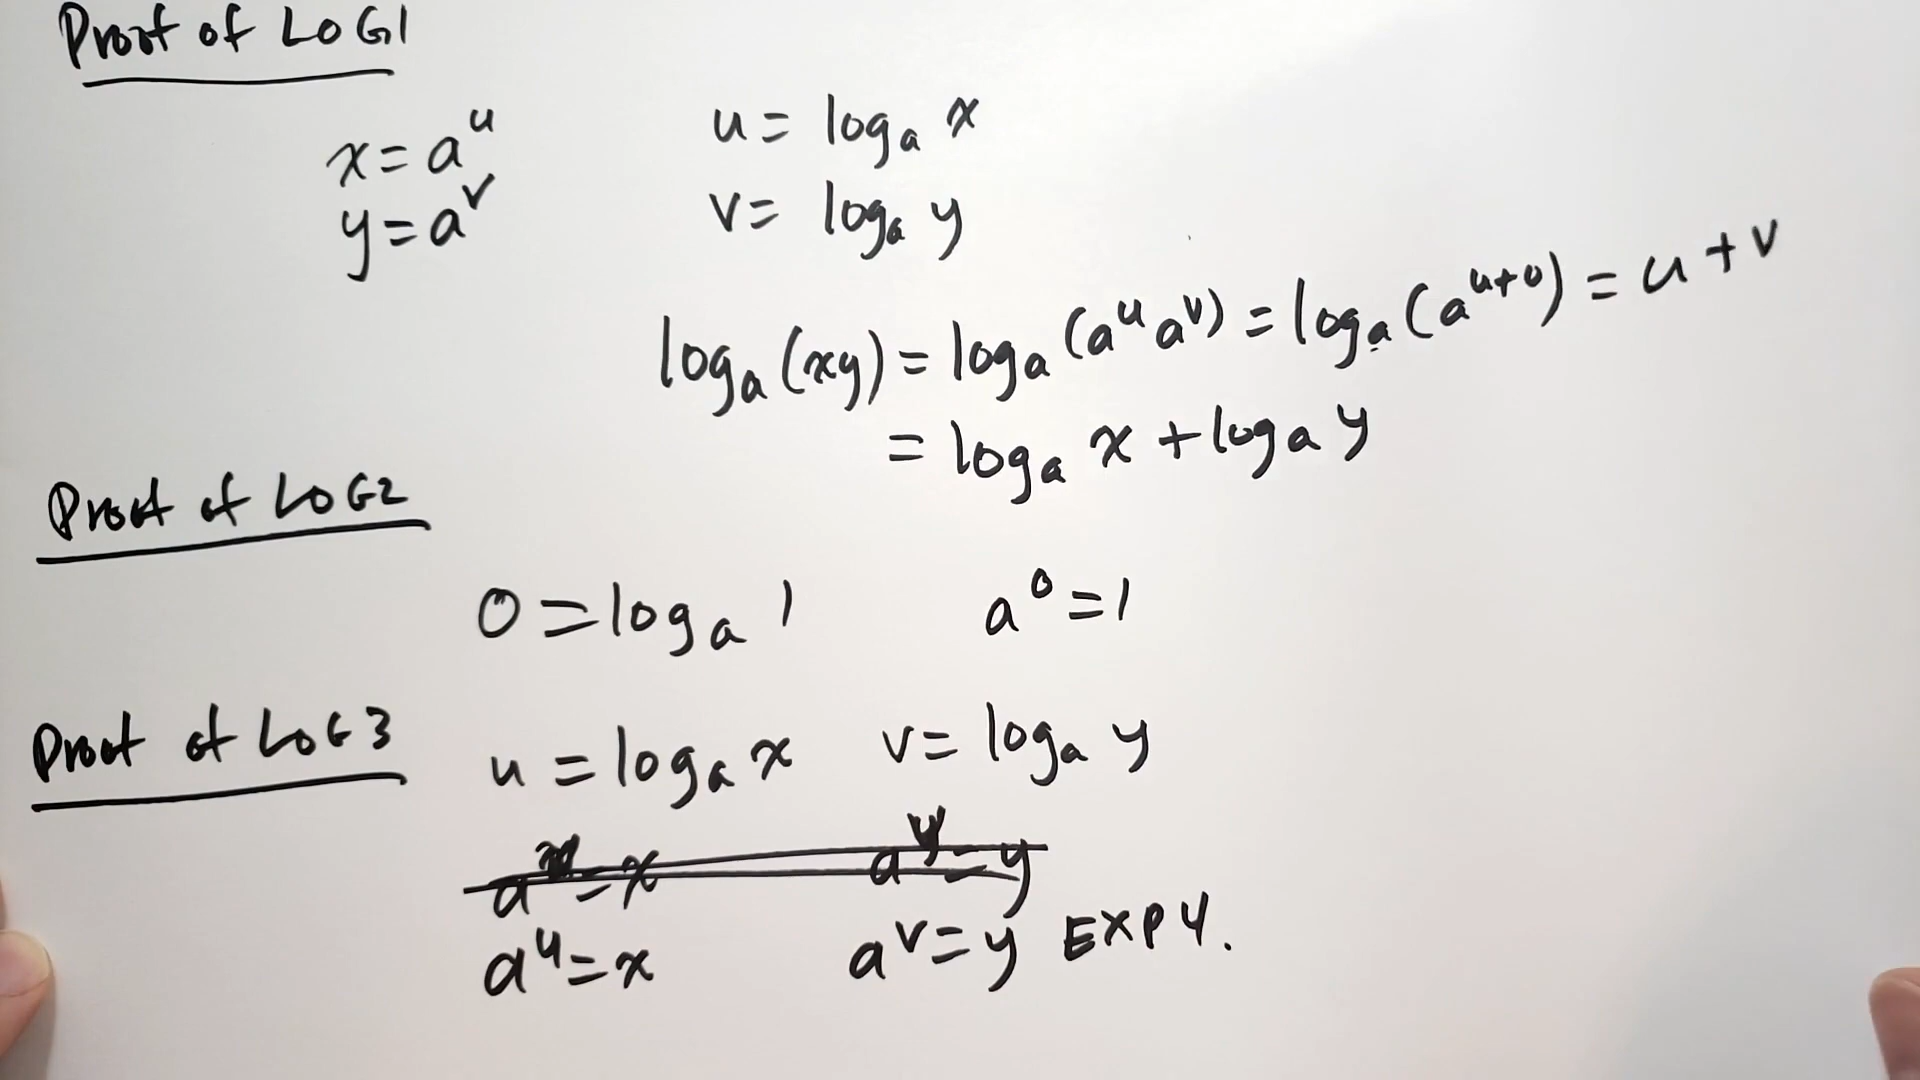 Proof of LOG1
x = a^u u = log_a x
y = a^v v = log_a y
log_a (xy) = log_a (a^u a^v) = log_a (a^{u+v}) = u + v
= log_a x + log_a y
Proof of LOG2
0 = log_a 1 a^0 = 1
Proof of LOG3
u = log_a x v = log_a y
a^u = x a^v = y EXP4.